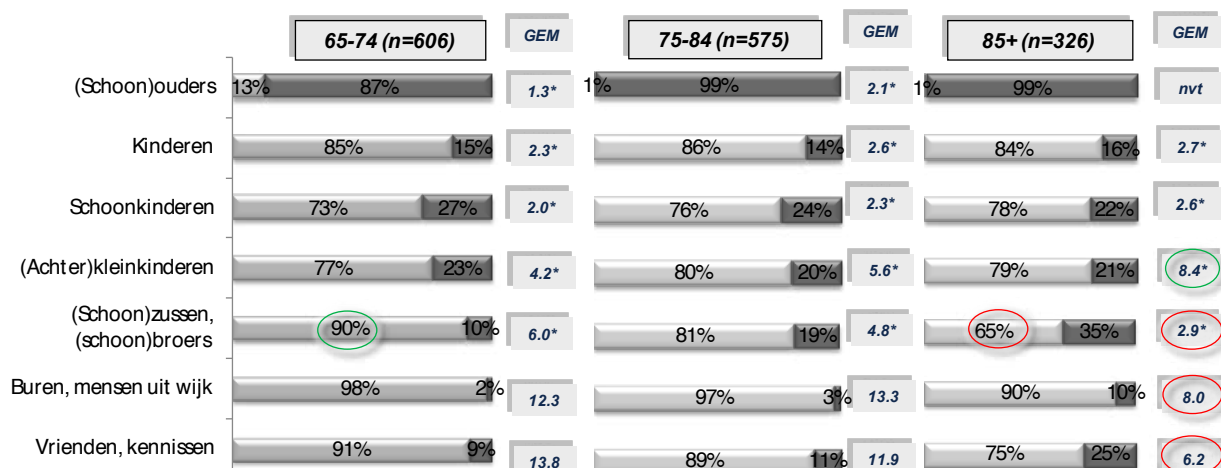 65-74 (n=606) GEM 75-84 (n=575) GEM 85+ (n=326) GEM
(Schoon)ouders 13% 87% 1.3* 1% 99% 2.1* 1% 99% nvt
Kinderen 85% 15% 2.3* 86% 14% 2.6* 84% 16% 2.7*
Schoonkinderen 73% 27% 2.0* 76% 24% 2.3* 78% 22% 2.6*
(Achter)kleinkinderen 77% 23% 4.2* 80% 20% 5.6* 79% 21% 8.4*
(Schoon)zussen,
(schoon)broers 90% 10% 6.0* 81% 19% 4.8* 65% 35% 2.9*
Buren, mensen uit wijk 98% 2% 12.3 97% 3% 13.3 90% 10% 8.0
Vrienden, kennissen 91% 9% 13.8 89% 11% 11.9 75% 25% 6.2